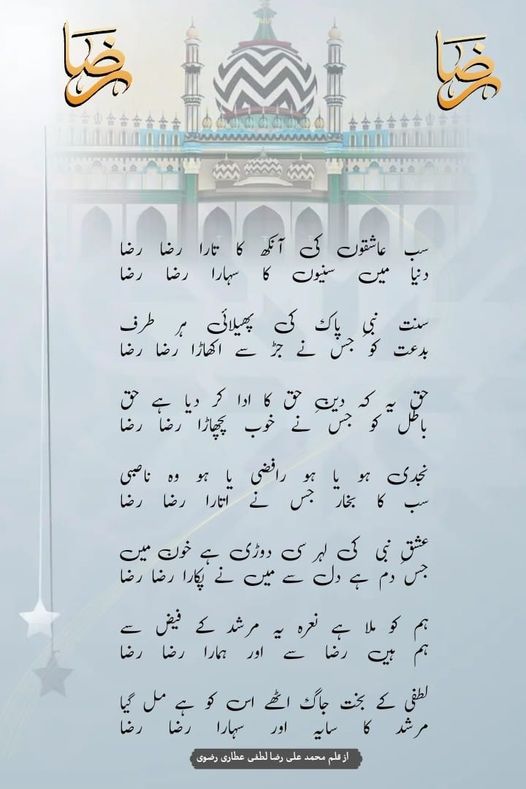 رضا
رضا
سب عاشقوں کی آنکھ کا تارا رضا رضا
دنیا میں سنیوں کا سہارا رضا رضا
سنت نبیِ پاک کی پھیلائی ہر طرف
بدعت کو جس نے جڑ سے اکھاڑا رضا رضا
حق یہ کہ دینِ حق کا ادا کر دیا ہے حق
باطل کو جس نے خوب پچھاڑا رضا رضا
نجدی ہو یا ہو رافضی یا ہو وہ ناصبی
سب کا بخار جس نے اتارا رضا رضا
عشقِ نبی کی لہر سی دوڑی ہے خون میں
جس دم ہے دل سے میں نے پکارا رضا رضا
ہم کو ملا ہے نعرہ یہ مرشد کے فیض سے
ہم ہیں رضا سے اور ہمارا رضا رضا
لطفی کے بخت جاگ اٹھے اس کو ہے مل گیا
مرشد کا سایہ اور سہارا رضا رضا
از قلم محمد علی رضا لطفی عطاری رضوی